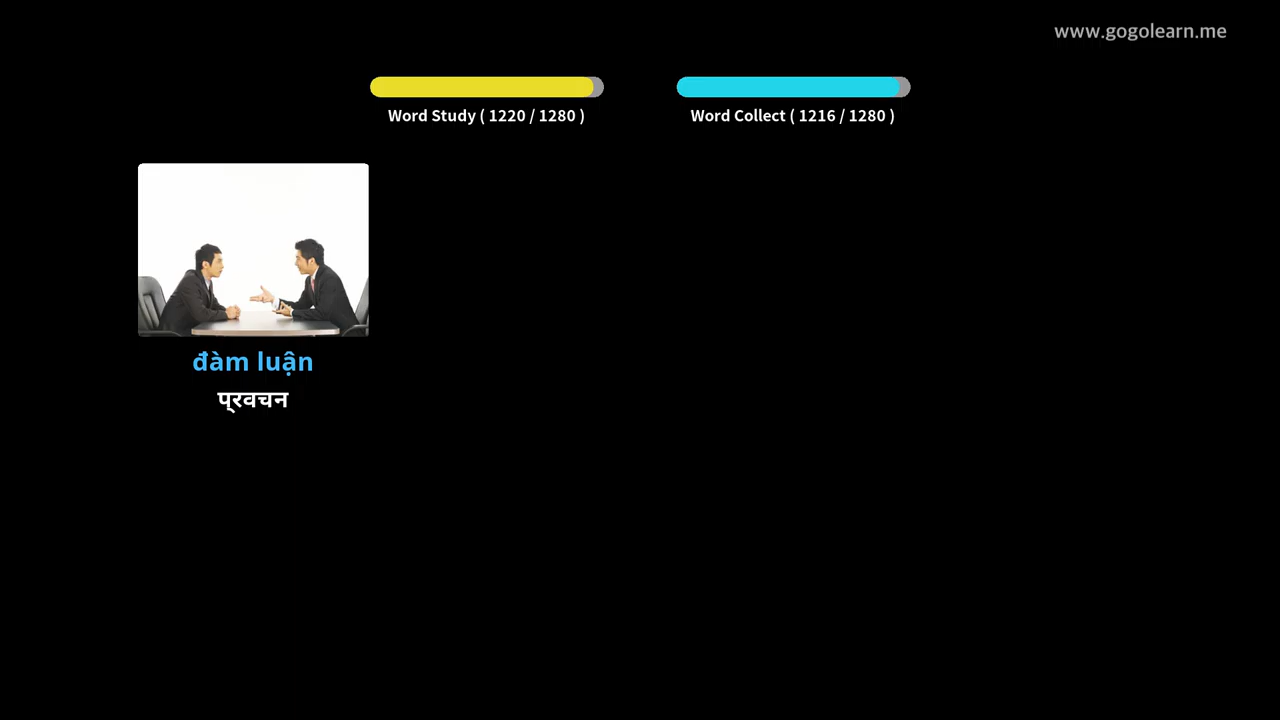 www.gogolearn.me
Word Study ( 1220 / 1280 )
Word Collect ( 1216 / 1280 )
đàm luận
प्रवचन